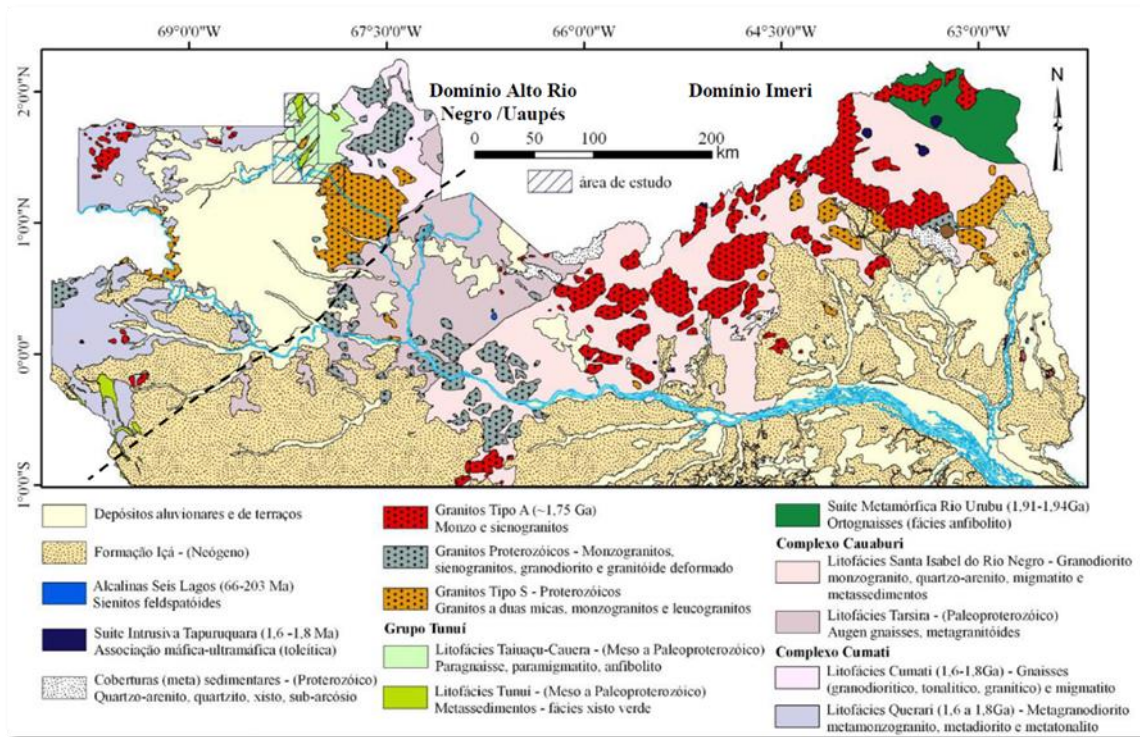 69°0'0"W 67°30'0"W 66°0'0"W 64°30'0"W 63°0'0"W
2°0'0"N
1°0'0"N
0°0'0"
1°0'0"S
Domínio Alto Rio
Negro /Uaupés
Domínio Imeri
N
0 50 100 200
km
área de estudo
Depósitos aluvionares e de terraços
Formação Içá - (Neógeno)
Alcalinas Seis Lagos (66-203 Ma)
Sienitos feldspatóides
Suíte Intrusiva Tapuruquara (1,6 -1,8 Ma)
Associação máfica-ultramáfica (toleítica)
Coberturas (meta) sedimentares - (Proterozóico)
Quartzo-arenito, quartzito, xisto, sub-arcósio
Granitos Tipo A (~1,75 Ga)
Monzo e sienogranitos
Granitos Proterozóicos - Monzogranitos,
sienogranitos, granodiorito e granitóide deformado
Granitos Tipo S - Proterozóicos
Granitos a duas micas, monzogranitos e leucogranitos
Grupo Tunuí
Litofácies Taiuaçu-Cauera - (Meso a Paleoproterozóico)
Paragnaisse, paramigmatito, anfibolito
Litofácies Tunuí - (Meso a Paleoproterozóico)
Metassedimentos - fácies xisto verde
Suíte Metamórfica Rio Urubu (1,91-1,94Ga)
Ortognaisses (fácies anfibolito)
Complexo Cauaburi
Litofácies Santa Isabel do Rio Negro - Granodiorito
monzogranito, quartzo-arenito, migmatito e
metassedimentos
Litofácies Tarsira - (Paleoproterozóico)
Augen gnaisses, metagranitóides
Complexo Cumati
Litofácies Cumati (1,6-1,8Ga) - Gnaisses
(granodiorítico, tonalítico, granítico) e migmatito
Litofácies Querari (1,6 a 1,8Ga) - Metagranodiorito
metamonzogranito, metadiorito e metatonalito